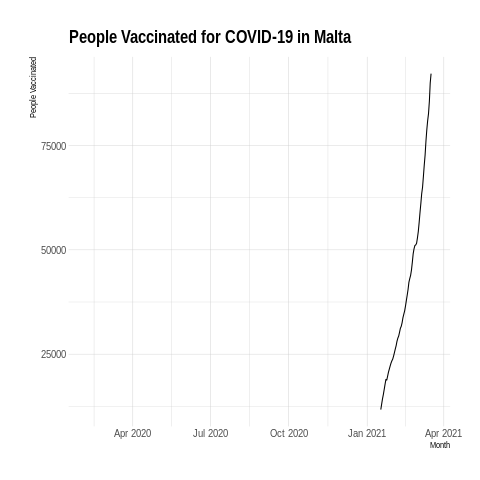 People Vaccinated for COVID-19 in Malta
People Vaccinated
75000
50000
25000
Apr 2020 Jul 2020 Oct 2020 Jan 2021 Apr 2021
Month